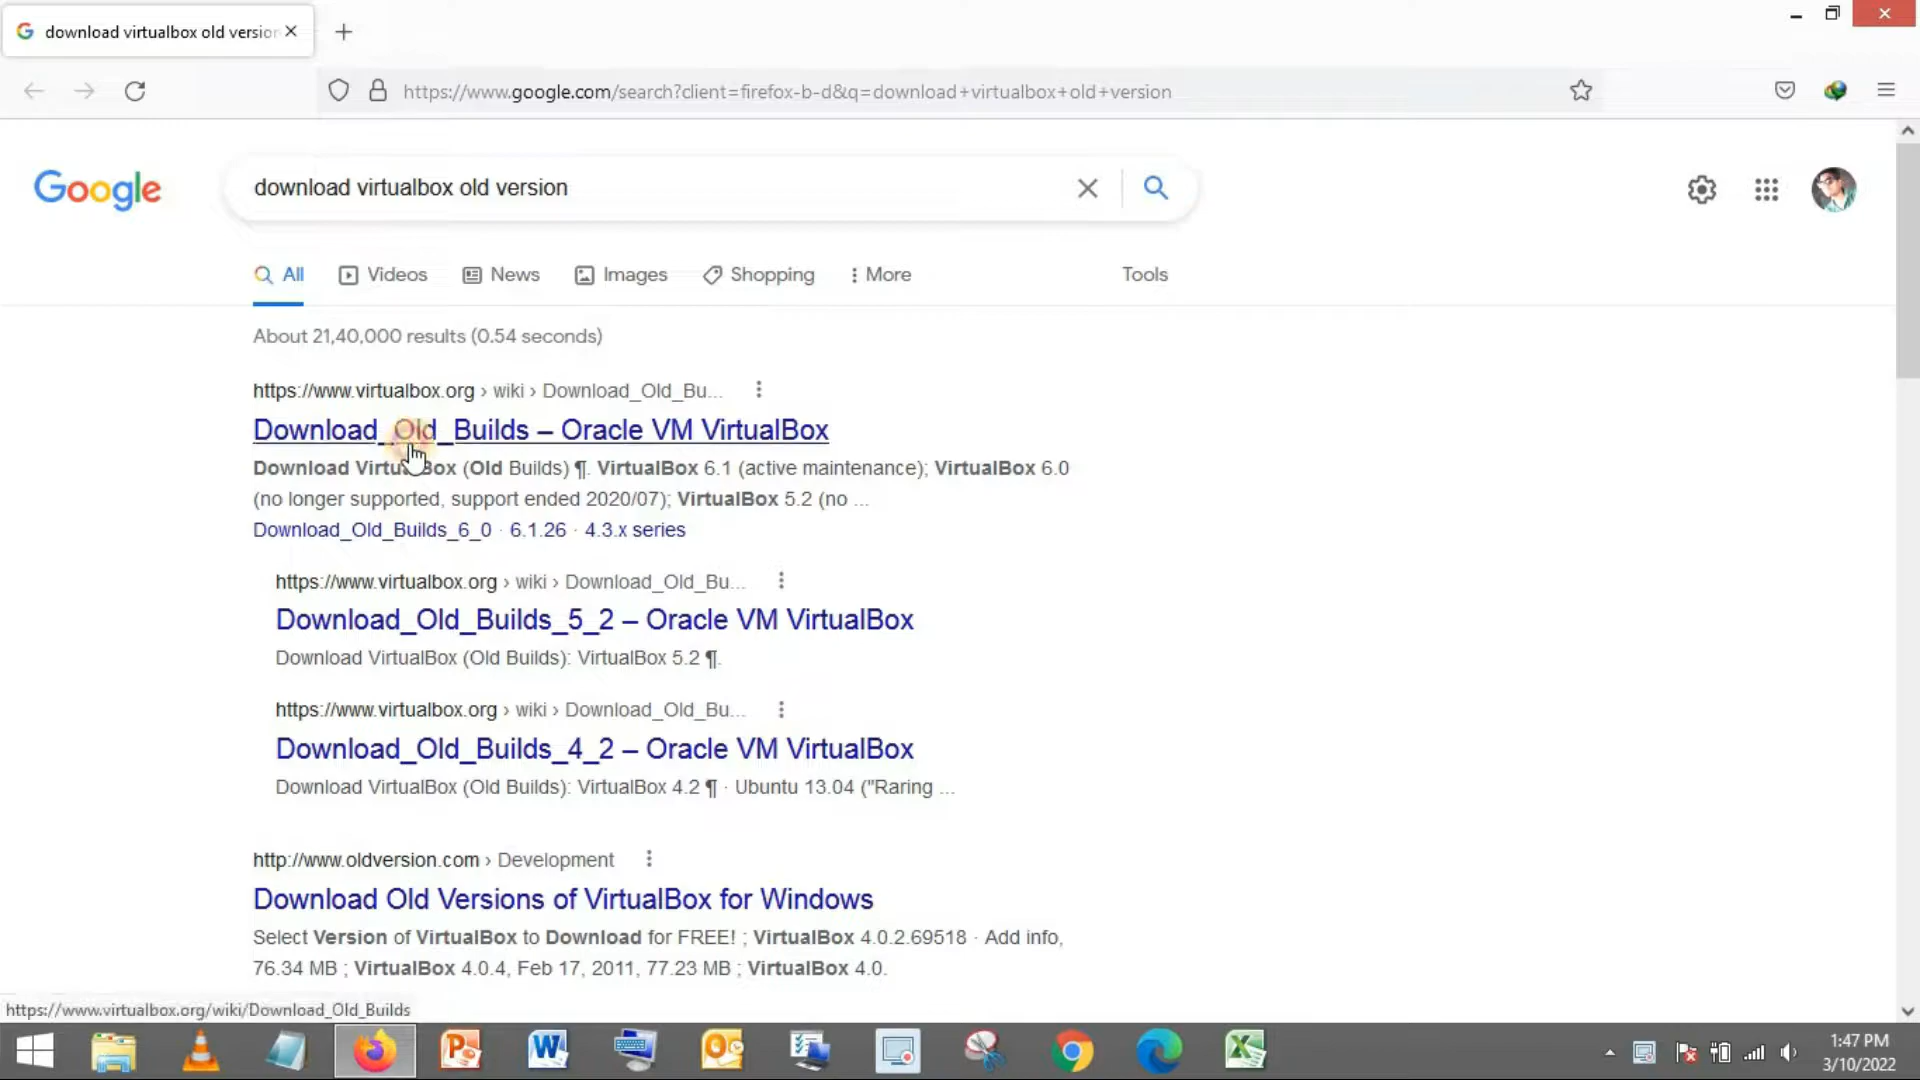 download virtualbox old version
https://www.google.com/search?client=firefox-b-d&q=download+virtualbox+old+version
Google
download virtualbox old version
All Videos News Images Shopping More Tools
About 21,40,000 results (0.54 seconds)
https://www.virtualbox.org › wiki › Download_Old_Bu...
Download_Old_Builds – Oracle VM VirtualBox
Download VirtualBox (Old Builds) ¶. VirtualBox 6.1 (active maintenance); VirtualBox 6.0
(no longer supported, support ended 2020/07); VirtualBox 5.2 (no ...
Download_Old_Builds_6_0 · 6.1.26 · 4.3.x series
https://www.virtualbox.org › wiki › Download_Old_Bu...
Download_Old_Builds_5_2 – Oracle VM VirtualBox
Download VirtualBox (Old Builds): VirtualBox 5.2 ¶.
https://www.virtualbox.org › wiki › Download_Old_Bu...
Download_Old_Builds_4_2 – Oracle VM VirtualBox
Download VirtualBox (Old Builds): VirtualBox 4.2 ¶ · Ubuntu 13.04 ("Raring ...
http://www.oldversion.com › Development
Download Old Versions of VirtualBox for Windows
Select Version of VirtualBox to Download for FREE! ; VirtualBox 4.0.2.69518 · Add info,
76.34 MB ; VirtualBox 4.0.4, Feb 17, 2011, 77.23 MB ; VirtualBox 4.0.
https://www.virtualbox.org/wiki/Download_Old_Builds
1:47 PM
3/10/2022